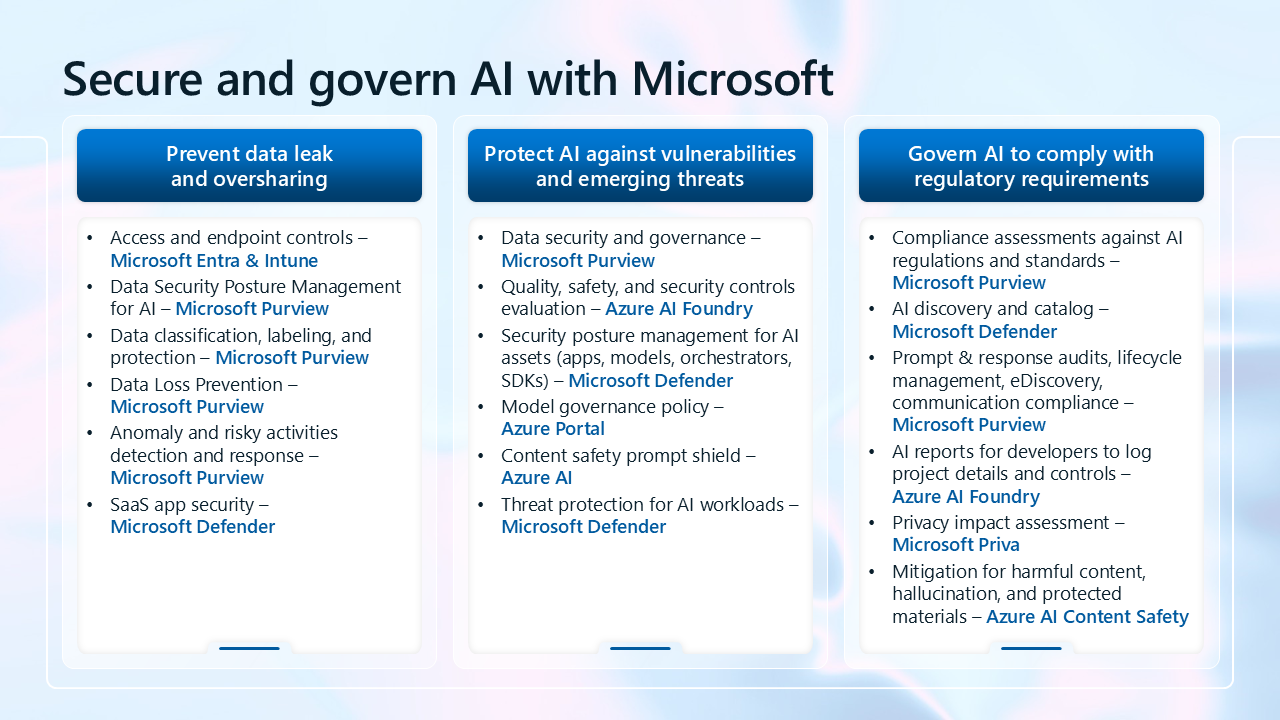 Secure and govern AI with Microsoft
Prevent data leak
and oversharing
• Access and endpoint controls –
Microsoft Entra & Intune
• Data Security Posture Management
for AI – Microsoft Purview
• Data classification, labeling, and
protection – Microsoft Purview
• Data Loss Prevention –
Microsoft Purview
• Anomaly and risky activities
detection and response –
Microsoft Purview
• SaaS app security –
Microsoft Defender
Protect AI against vulnerabilities
and emerging threats
• Data security and governance –
Microsoft Purview
• Quality, safety, and security controls
evaluation – Azure AI Foundry
• Security posture management for AI
assets (apps, models, orchestrators,
SDKs) – Microsoft Defender
• Model governance policy –
Azure Portal
• Content safety prompt shield –
Azure AI
• Threat protection for AI workloads –
Microsoft Defender
Govern AI to comply with
regulatory requirements
• Compliance assessments against AI
regulations and standards –
Microsoft Purview
• AI discovery and catalog –
Microsoft Defender
• Prompt & response audits, lifecycle
management, eDiscovery,
communication compliance –
Microsoft Purview
• AI reports for developers to log
project details and controls –
Azure AI Foundry
• Privacy impact assessment –
Microsoft Priva
• Mitigation for harmful content,
hallucination, and protected
materials – Azure AI Content Safety